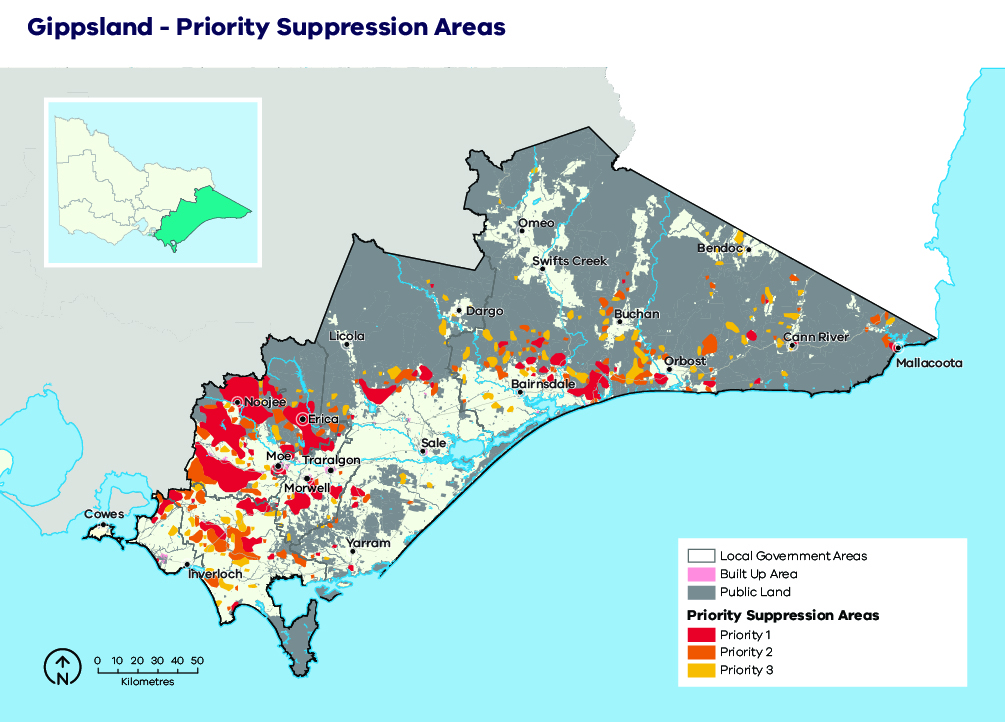 Gippsland - Priority Suppression Areas
Omeo
Bendoc
Swifts Creek
Dargo
Buchan
Licola
Cann River
Mallacoota
Orbost
Bairnsdale
Noojee
Erica
Sale
Moe
Traralgon
Morwell
Cowes
Yarram
Inverloch
Local Government Areas
Built Up Area
Public Land
Priority Suppression Areas
Priority 1
Priority 2
Priority 3
N
0 10 20 30 40 50
Kilometres